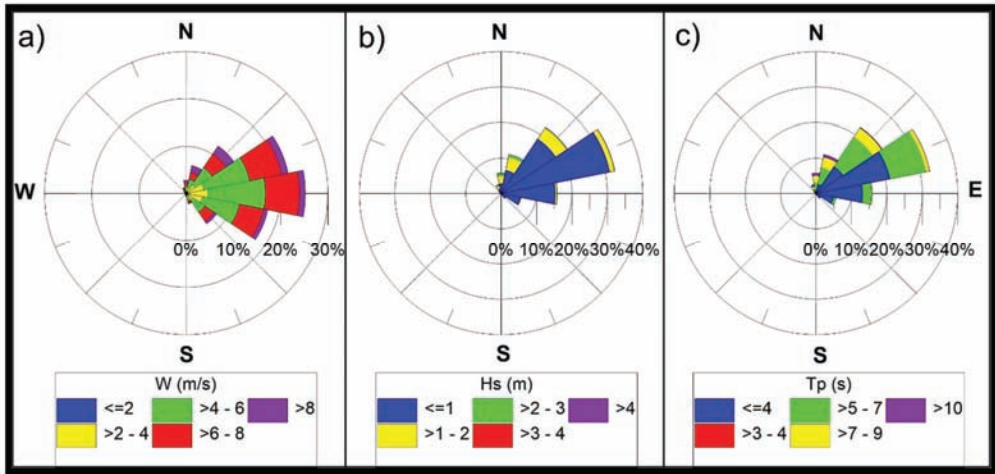 a) N b) N c) N
W E
0% 10% 20% 30% 0% 10% 20% 30% 40% 0% 10% 20% 30% 40%
S S S
W (m/s) Hs (m) Tp (s)
<=2 >4 - 6 >8 <=1 >2 - 3 >4 <=4 >5 - 7 >10
>2 - 4 >6 - 8 >1 - 2 >3 - 4 >3 - 4 >7 - 9